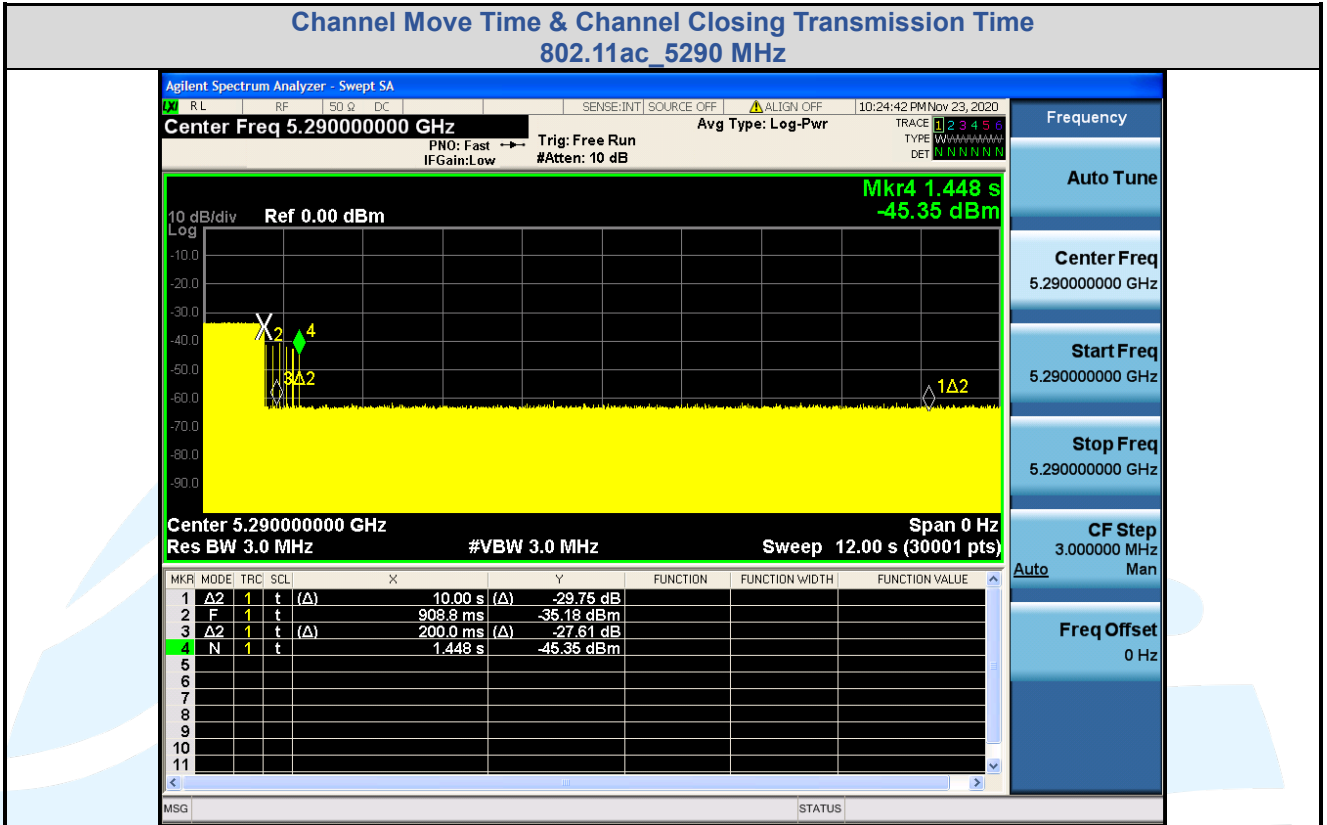 Channel Move Time & Channel Closing Transmission Time
802.11ac_5290 MHz
Agilent Spectrum Analyzer - Swept SA
LXI RL RF 50 Ω DC SENSE:INT SOURCE OFF ALIGN OFF 10:24:42 PM Nov 23, 2020
Center Freq 5.290000000 GHz
PNO: Fast
IFGain:Low
Trig: Free Run
#Atten: 10 dB
Avg Type: Log-Pwr
TRACE 1 2 3 4 5 6
TYPE WWWWWW
DET N N N N N N
Mkr4 1.448 s
-45.35 dBm
10 dB/div Ref 0.00 dBm
Log
-10.0
-20.0
-30.0
-40.0
-50.0
-60.0
-70.0
-80.0
-90.0
X2
4
3Δ2
1Δ2
Center 5.290000000 GHz Span 0 Hz
Res BW 3.0 MHz #VBW 3.0 MHz Sweep 12.00 s (30001 pts)
MKR MODE TRC SCL X Y FUNCTION FUNCTION WIDTH FUNCTION VALUE
1 Δ2 1 t (Δ) 10.00 s (Δ) -29.75 dB
2 F 1 t 908.8 ms -35.18 dBm
3 Δ2 1 t (Δ) 200.0 ms (Δ) -27.61 dB
4 N 1 t 1.448 s -45.35 dBm
5
6
7
8
9
10
11
MSG STATUS
Frequency
Auto Tune
Center Freq
5.290000000 GHz
Start Freq
5.290000000 GHz
Stop Freq
5.290000000 GHz
CF Step
3.000000 MHz
Auto Man
Freq Offset
0 Hz